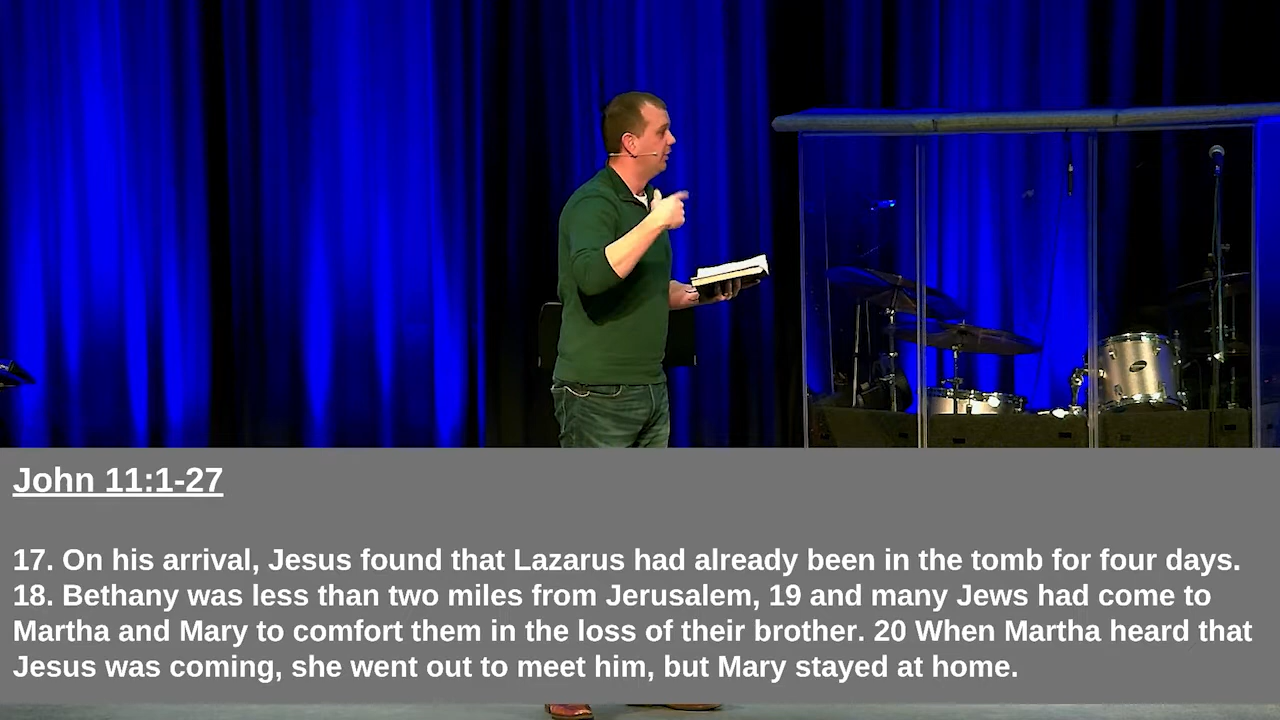 John 11:1-27
17. On his arrival, Jesus found that Lazarus had already been in the tomb for four days.
18. Bethany was less than two miles from Jerusalem, 19 and many Jews had come to
Martha and Mary to comfort them in the loss of their brother. 20 When Martha heard that
Jesus was coming, she went out to meet him, but Mary stayed at home.